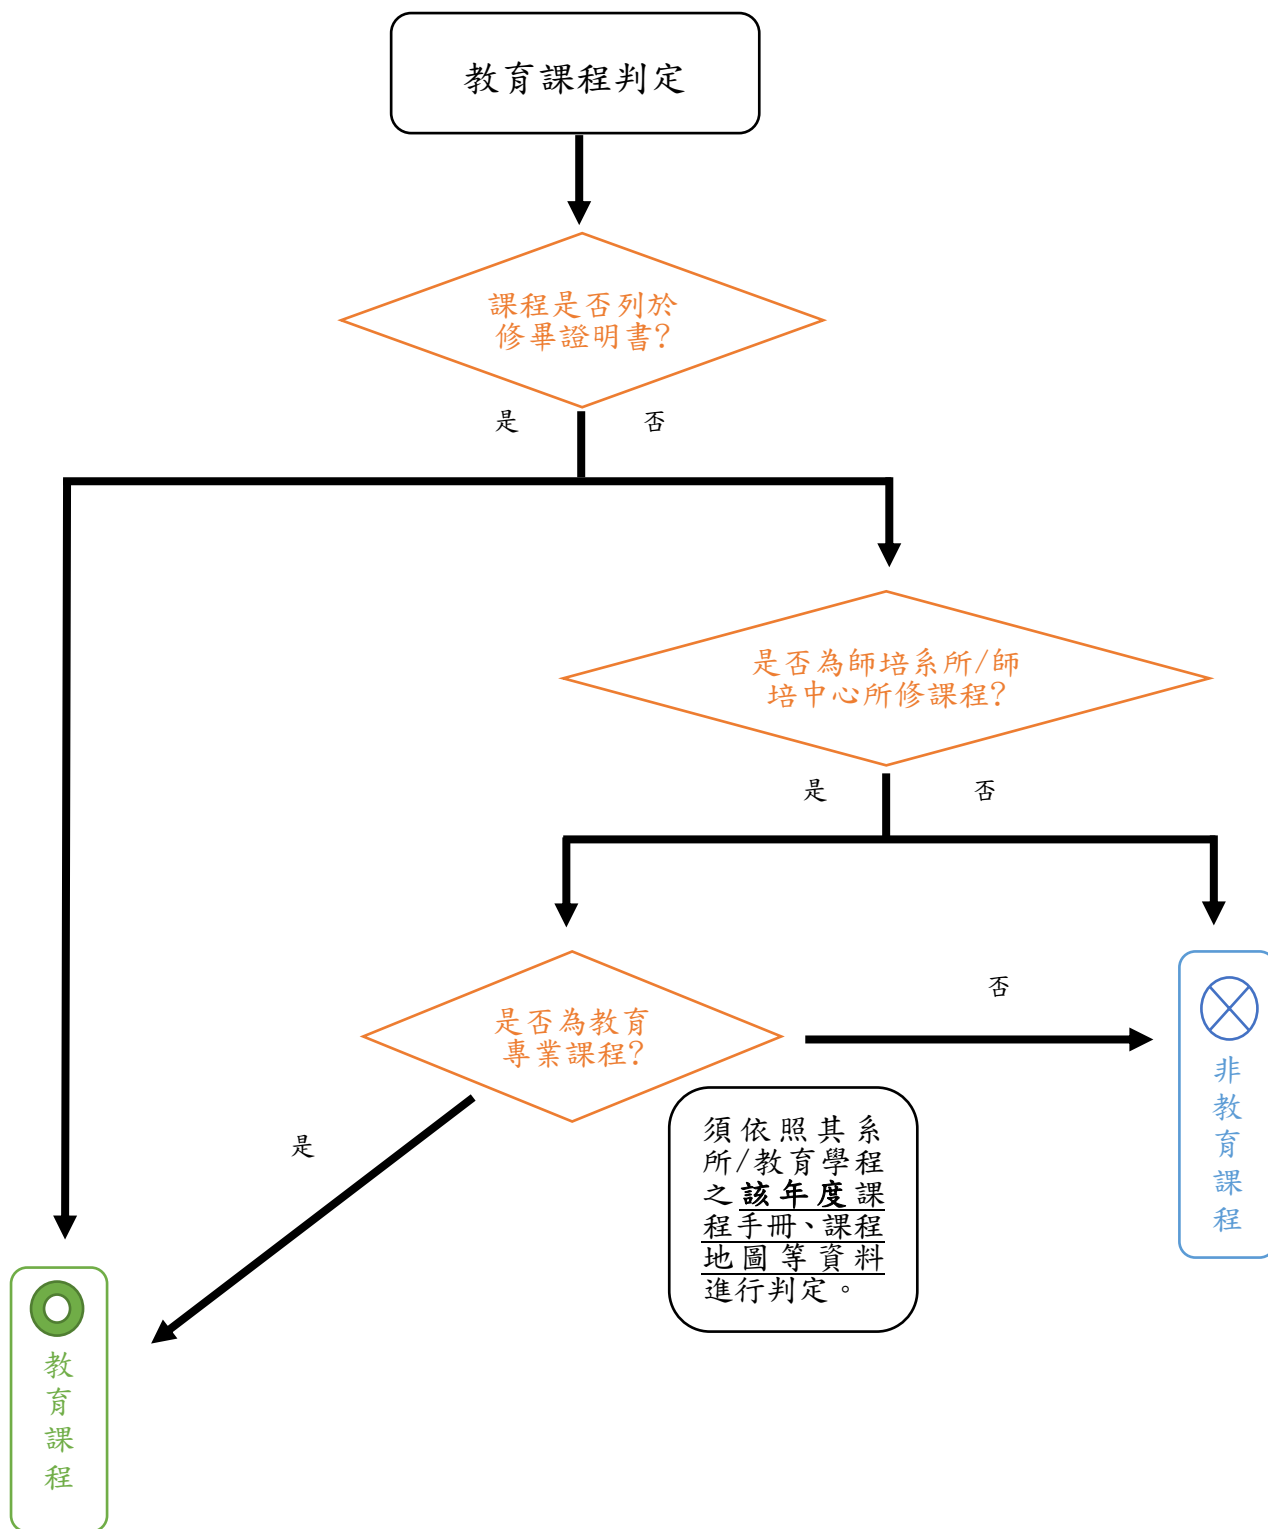 教育課程判定
課程是否列於
修畢證明書?
是
否
是否為師培系所/師
培中心所修課程?
是
否
是否為教育
專業課程?
否
是
須依照其系
所/教育學程
之該年度課
程手冊、課程
地圖等資料
進行判定。
非教育課程
教育課程